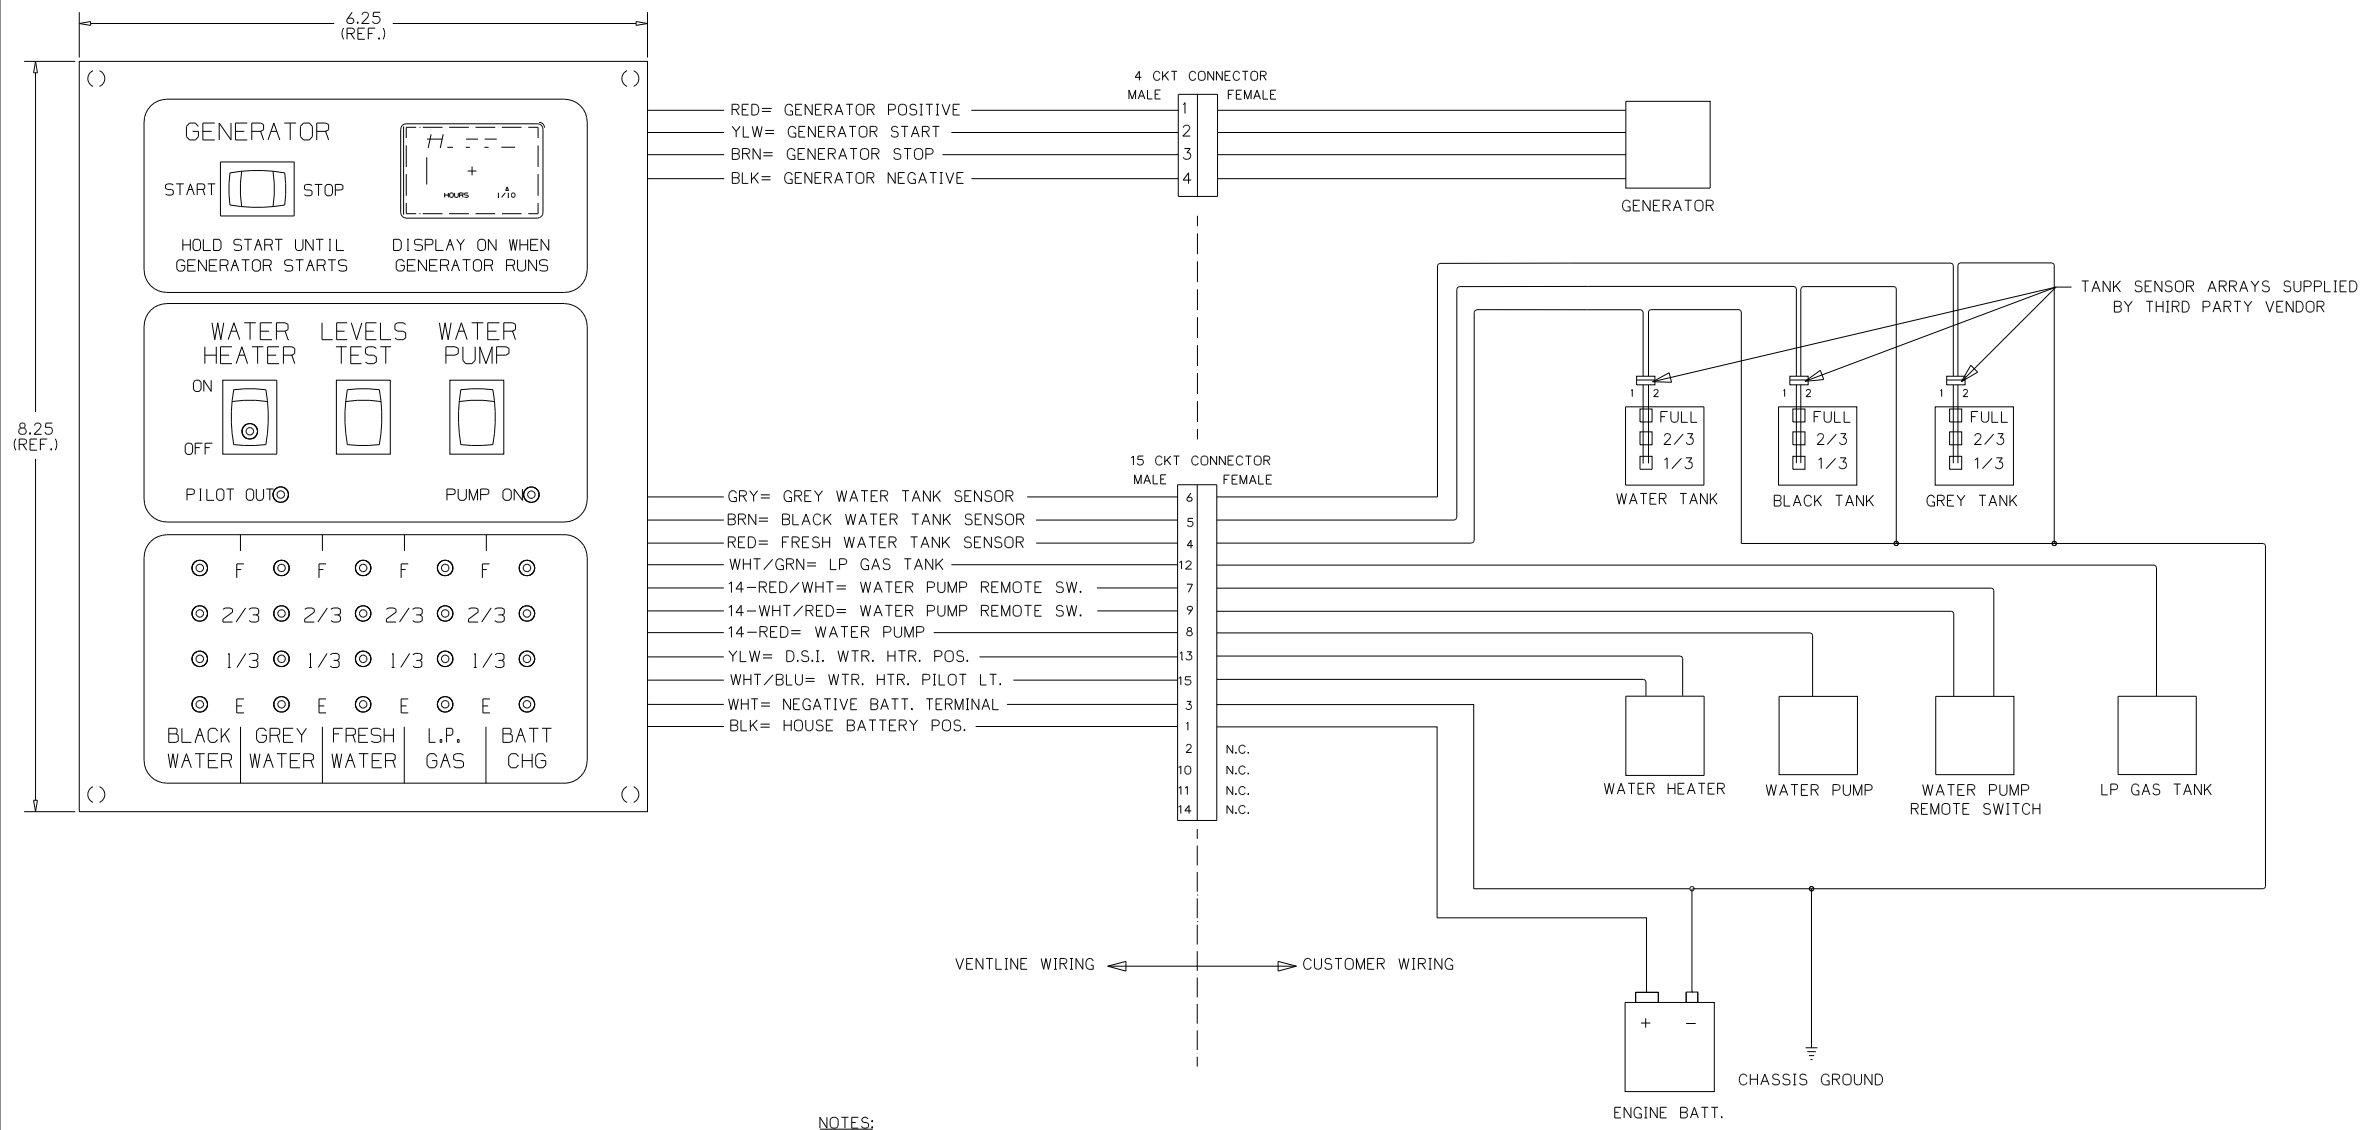 6.25
(REF.)
8.25
(REF.)
GENERATOR
START
STOP
HOURS
1/10
HOLD START UNTIL
GENERATOR STARTS
DISPLAY ON WHEN
GENERATOR RUNS
WATER
HEATER
LEVELS
TEST
WATER
PUMP
ON
OFF
PILOT OUT
PUMP ON
F F F F
2/3 2/3 2/3 2/3
1/3 1/3 1/3 1/3
E E E E
BLACK
WATER
GREY
WATER
FRESH
WATER
L.P.
GAS
BATT
CHG
4 CKT CONNECTOR
MALE FEMALE
RED= GENERATOR POSITIVE 1
YLW= GENERATOR START 2
BRN= GENERATOR STOP 3
BLK= GENERATOR NEGATIVE 4
GENERATOR
TANK SENSOR ARRAYS SUPPLIED
BY THIRD PARTY VENDOR
1 2
FULL
2/3
1/3
WATER TANK
1 2
FULL
2/3
1/3
BLACK TANK
1 2
FULL
2/3
1/3
GREY TANK
15 CKT CONNECTOR
MALE FEMALE
GRY= GREY WATER TANK SENSOR 6
BRN= BLACK WATER TANK SENSOR 5
RED= FRESH WATER TANK SENSOR 4
WHT/GRN= LP GAS TANK 12
14-RED/WHT= WATER PUMP REMOTE SW. 7
14-WHT/RED= WATER PUMP REMOTE SW. 9
14-RED= WATER PUMP 8
YLW= D.S.I. WTR. HTR. POS. 13
WHT/BLU= WTR. HTR. PILOT LT. 15
WHT= NEGATIVE BATT. TERMINAL 3
BLK= HOUSE BATTERY POS. 1
2 N.C.
10 N.C.
11 N.C.
14 N.C.
WATER HEATER
WATER PUMP
WATER PUMP
REMOTE SWITCH
LP GAS TANK
VENTLINE WIRING
CUSTOMER WIRING
+ −
ENGINE BATT.
CHASSIS GROUND
NOTES: